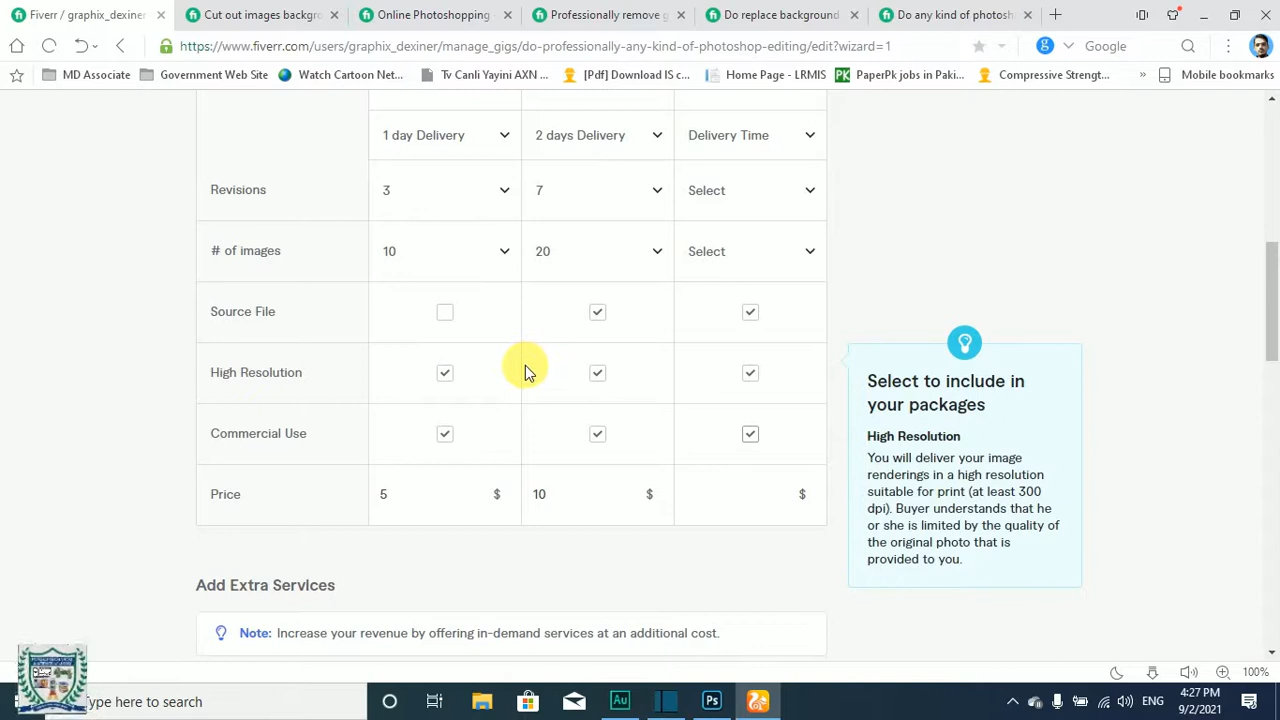 Fiverr / graphix_dexiner
Cut out images backgro
Online Photoshopping -
Professionally remove g
Do replace background
Do any kind of photosh
https://www.fiverr.com/users/graphix_dexiner/manage_gigs/do-professionally-any-kind-of-photoshop-editing/edit?wizard=1
Google
MD Associate
Government Web Site
Watch Cartoon Net...
Tv Canli Yayini AXN ...
[Pdf] Download IS c...
Home Page - LRMIS
PaperPk jobs in Paki...
Compressive Strengt...
»
Mobile bookmarks
1 day Delivery
2 days Delivery
Delivery Time
Revisions
3
7
Select
# of images
10
20
Select
Source File
High Resolution
Commercial Use
Price
5 $
10 $
$
Select to include in
your packages
High Resolution
You will deliver your image
renderings in a high resolution
suitable for print (at least 300
dpi). Buyer understands that he
or she is limited by the quality of
the original photo that is
provided to you.
Add Extra Services
Note: Increase your revenue by offering in-demand services at an additional cost.
100%
Type here to search
Au
Ps
ENG
4:27 PM
9/2/2021